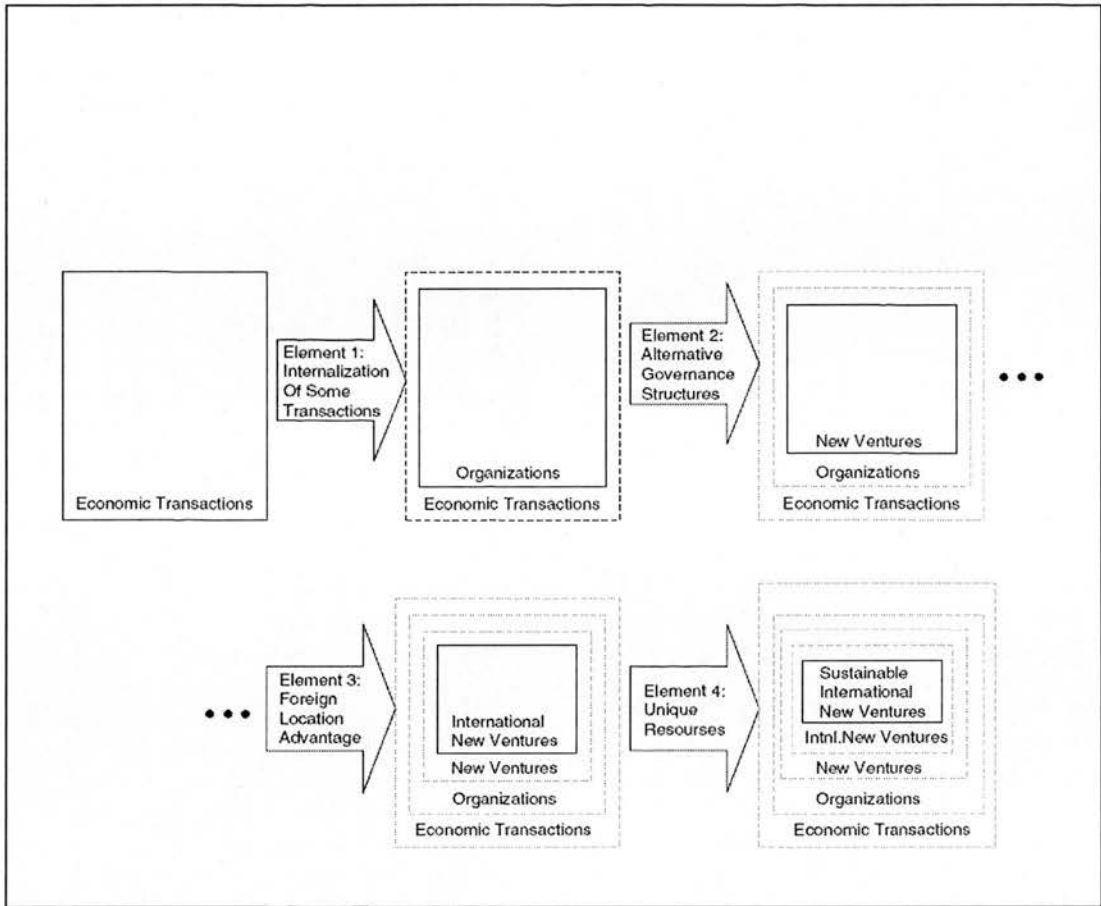 Economic Transactions
Element 1:
Internalization
Of Some
Transactions
Organizations
Economic Transactions
Element 2:
Alternative
Governance
Structures
New Ventures
Organizations
Economic Transactions
Element 3:
Foreign
Location
Advantage
International
New Ventures
New Ventures
Organizations
Economic Transactions
Element 4:
Unique
Resourses
Sustainable
International
New Ventures
Intnl.New Ventures
New Ventures
Organizations
Economic Transactions